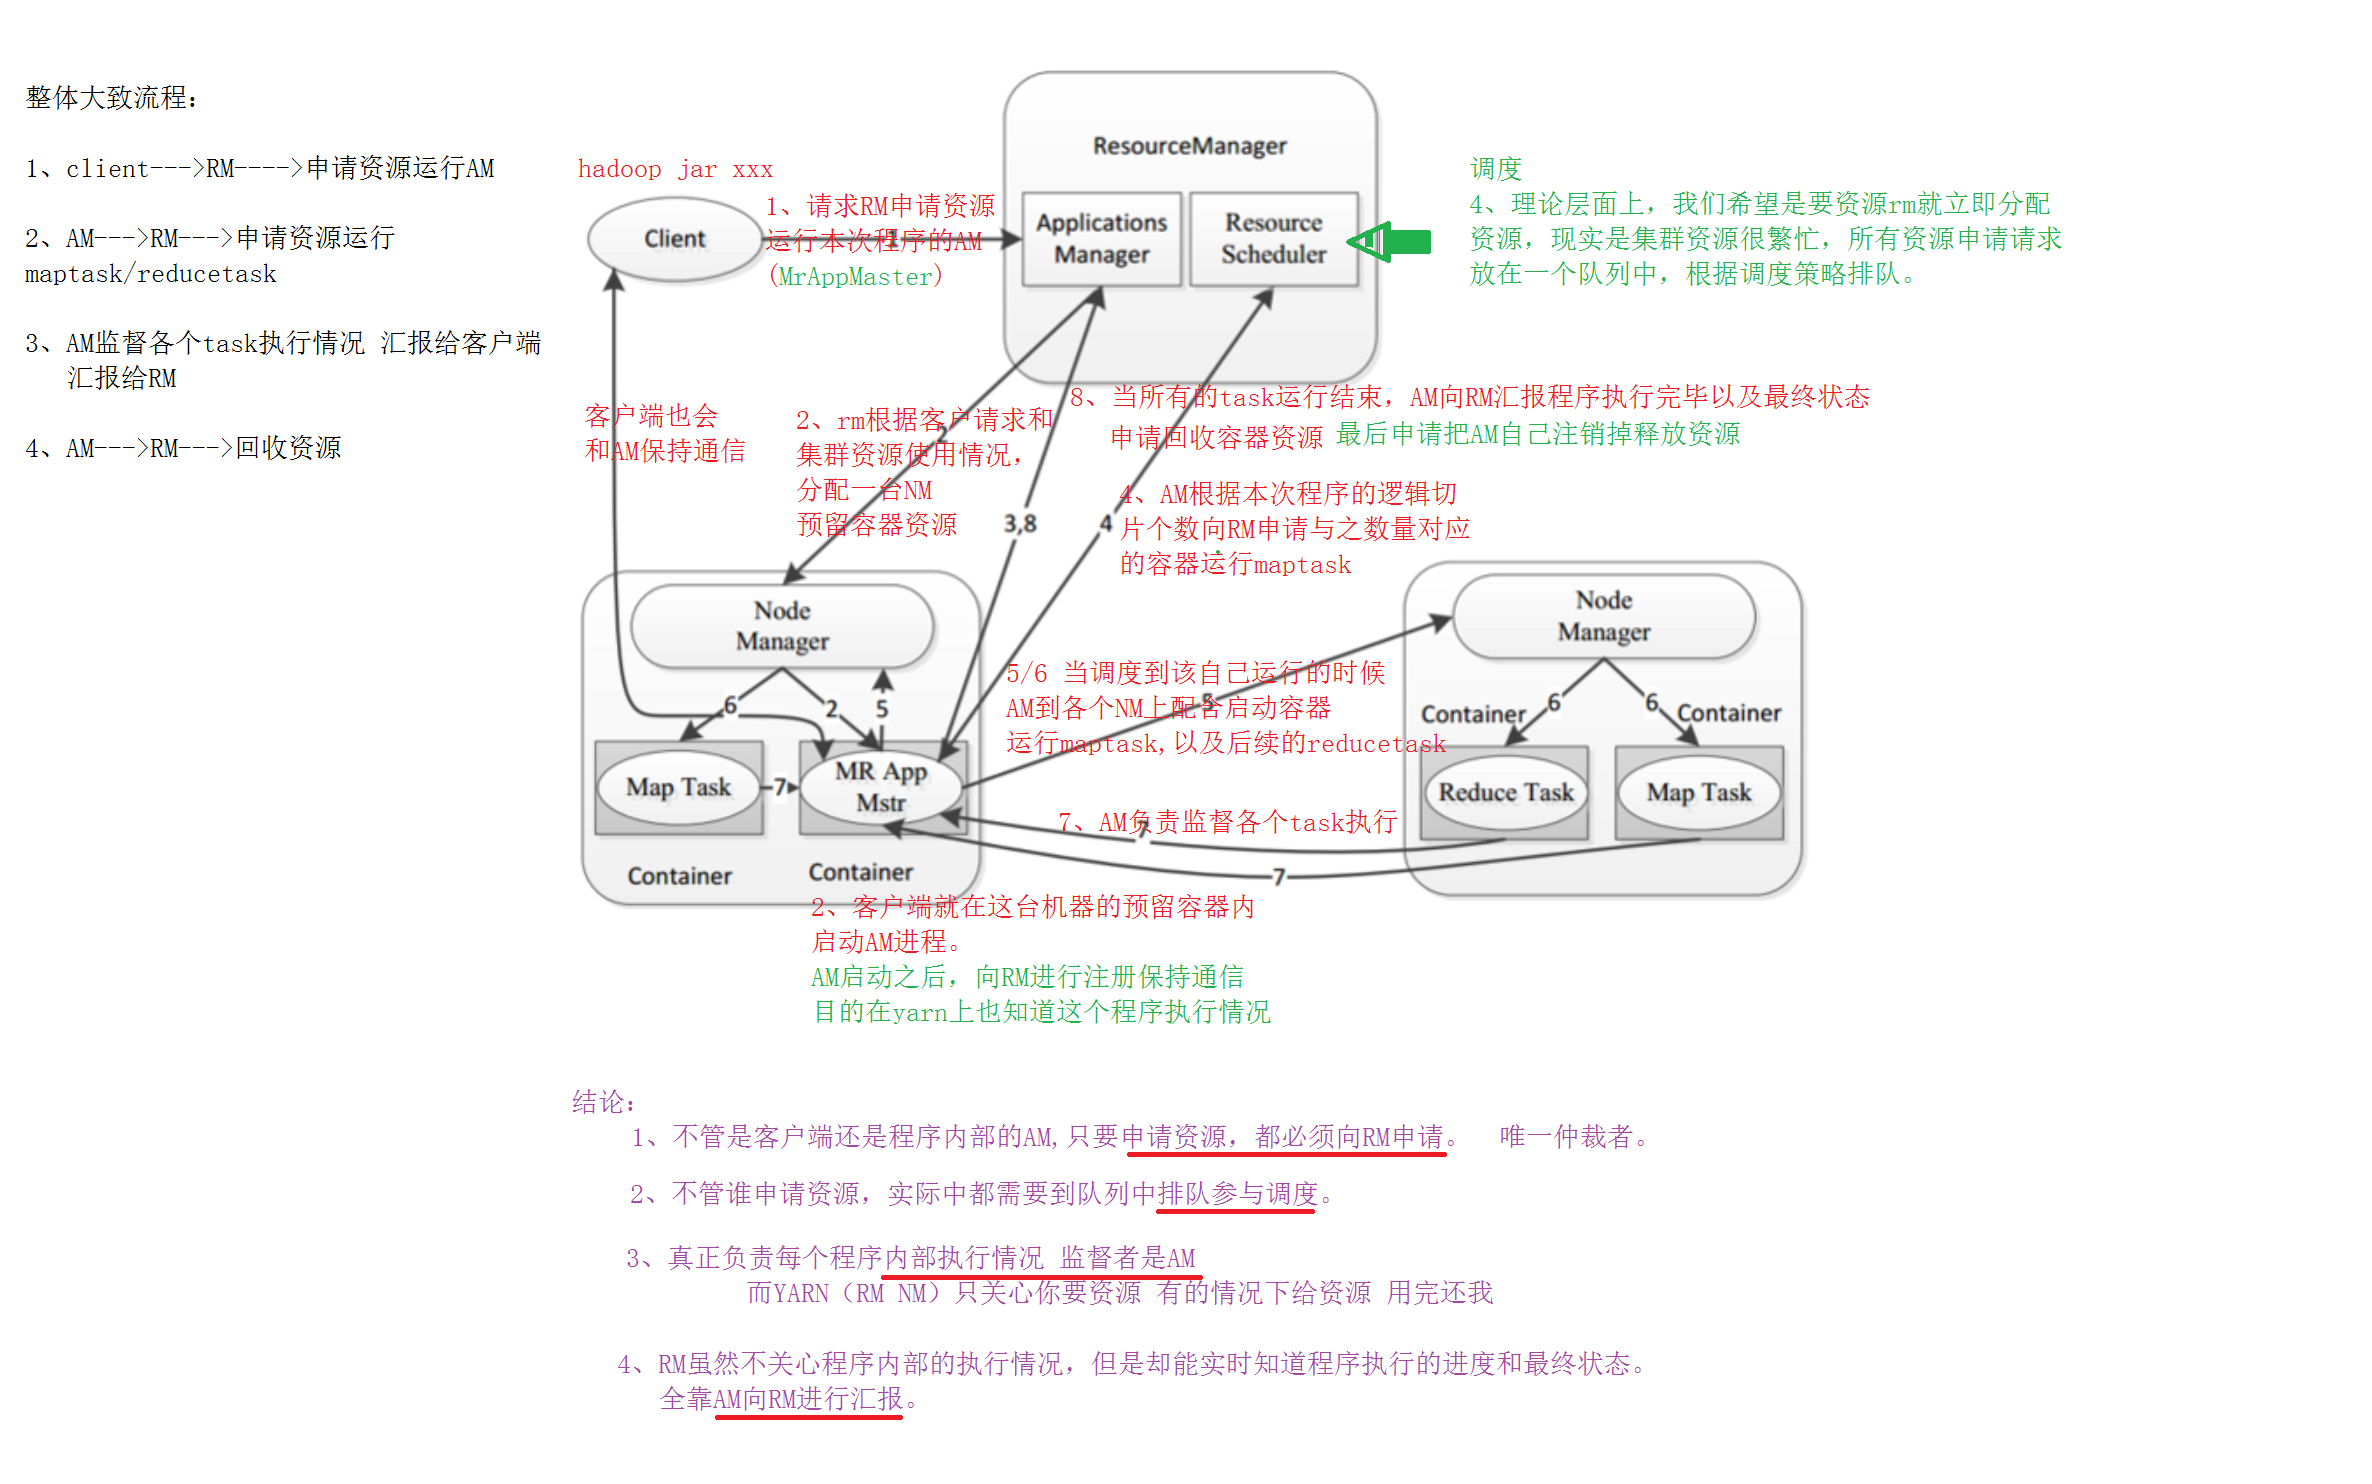 整体大致流程：
1、client--->RM---->申请资源运行AM
2、AM--->RM--->申请资源运行
maptask/reducetask
3、AM监督各个task执行情况 汇报给客户端
汇报给RM
4、AM--->RM--->回收资源
hadoop jar xxx
Client
1、请求RM申请资源
运行本次程序的AM
(MrAppMaster)
1
ResourceManager
Applications
Manager
Resource
Scheduler
调度
4、理论层面上，我们希望是要资源rm就立即分配
资源，现实是集群资源很繁忙，所有资源申请请求
放在一个队列中，根据调度策略排队。
客户端也会
和AM保持通信
2、rm根据客户请求和
集群资源使用情况，
分配一台NM
预留容器资源
2
8、当所有的task运行结束，AM向RM汇报程序执行完毕以及最终状态
申请回收容器资源 最后申请把AM自己注销掉释放资源
3,8
4
4、AM根据本次程序的逻辑切
片个数向RM申请与之数量对应
的容器运行maptask
Node
Manager
6
2
5
Map Task
7
MR App
Mstr
Container
Container
5/6 当调度到该自己运行的时候
AM到各个NM上配合启动容器
运行maptask,以及后续的reducetask
5
Node
Manager
Container
6
6
Container
Reduce Task
Map Task
7、AM负责监督各个task执行
7
7
2、客户端就在这台机器的预留容器内
启动AM进程。
AM启动之后，向RM进行注册保持通信
目的在yarn上也知道这个程序执行情况
结论：
1、不管是客户端还是程序内部的AM,只要申请资源，都必须向RM申请。 唯一仲裁者。
2、不管谁申请资源，实际中都需要到队列中排队参与调度。
3、真正负责每个程序内部执行情况 监督者是AM
而YARN（RM NM）只关心你要资源 有的情况下给资源 用完还我
4、RM虽然不关心程序内部的执行情况，但是却能实时知道程序执行的进度和最终状态。
全靠AM向RM进行汇报。